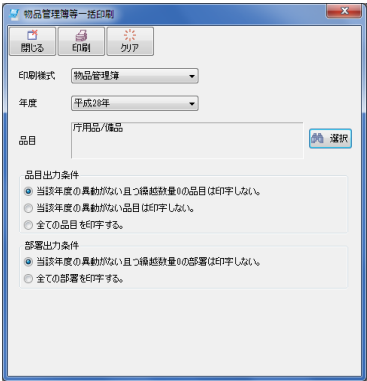 物品管理簿等一括印刷
閉じる 印刷 クリア
印刷様式 物品管理簿
年度 平成28年
品目 庁用品/備品 選択
品目出力条件
当該年度の異動がない且つ繰越数量0の品目は印字しない。
当該年度の異動がない品目は印字しない。
全ての品目を印字する。
部署出力条件
当該年度の異動がない且つ繰越数量0の部署は印字しない。
全ての部署を印字する。